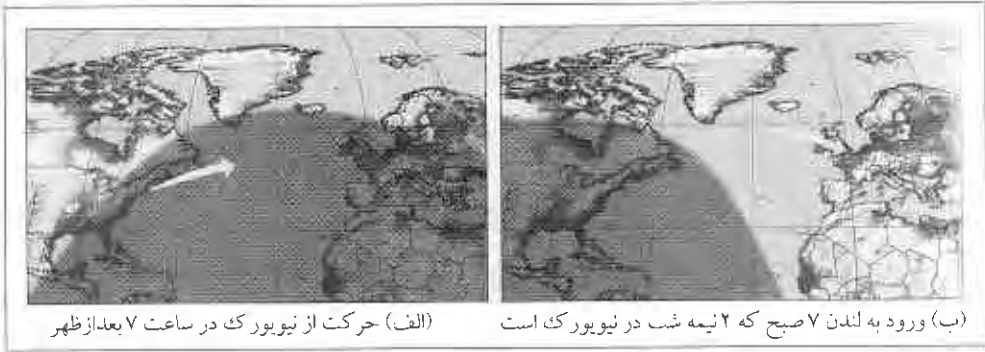 (الف) حرکت از نیویورک در ساعت ۷ بعدازظهر
(ب) ورود به لندن ۷ صبح که ۲ نیمه شب در نیویورک است